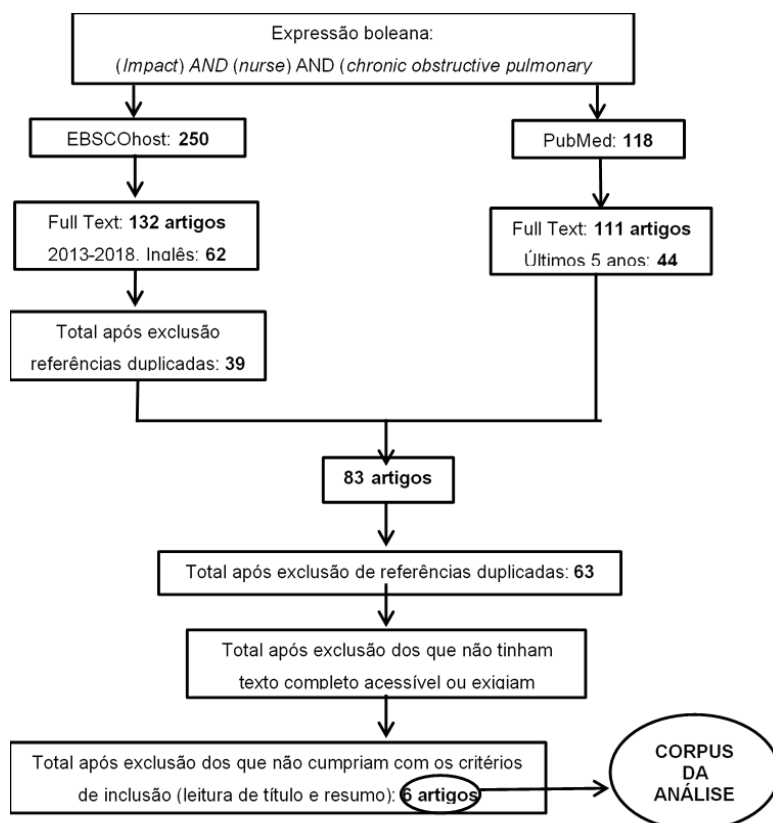 Expressão boleana:
(Impact) AND (nurse) AND (chronic obstructive pulmonary
EBSCOhost: 250
PubMed: 118
Full Text: 132 artigos
2013-2018. Inglês: 62
Full Text: 111 artigos
Últimos 5 anos: 44
Total após exclusão
referências duplicadas: 39
83 artigos
Total após exclusão de referências duplicadas: 63
Total após exclusão dos que não tinham
texto completo acessível ou exigiam
Total após exclusão dos que não cumpriam com os critérios
de inclusão (leitura de título e resumo): 6 artigos
CORPUS
DA
ANÁLISE